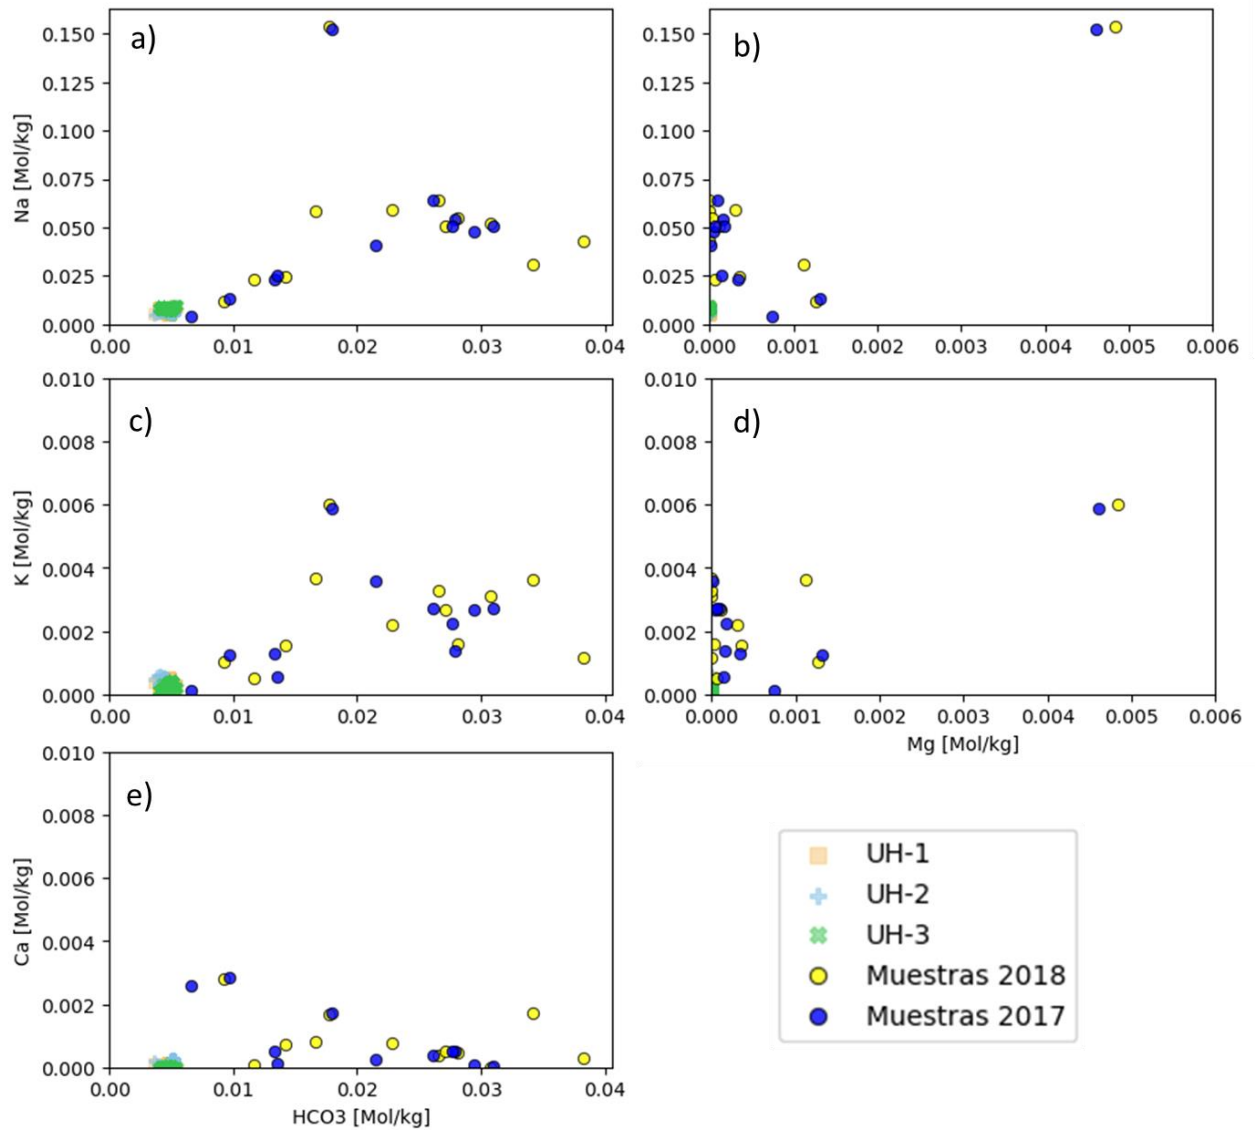 a)
Na [Mol/kg]
0.150
0.125
0.100
0.075
0.050
0.025
0.000
0.00 0.01 0.02 0.03 0.04
b)
0.150
0.125
0.100
0.075
0.050
0.025
0.000
0.000 0.001 0.002 0.003 0.004 0.005 0.006
c)
K [Mol/kg]
0.010
0.008
0.006
0.004
0.002
0.000
0.00 0.01 0.02 0.03 0.04
d)
0.010
0.008
0.006
0.004
0.002
0.000
0.000 0.001 0.002 0.003 0.004 0.005 0.006
Mg [Mol/kg]
e)
Ca [Mol/kg]
0.010
0.008
0.006
0.004
0.002
0.000
0.00 0.01 0.02 0.03 0.04
HCO3 [Mol/kg]
UH-1
UH-2
UH-3
Muestras 2018
Muestras 2017